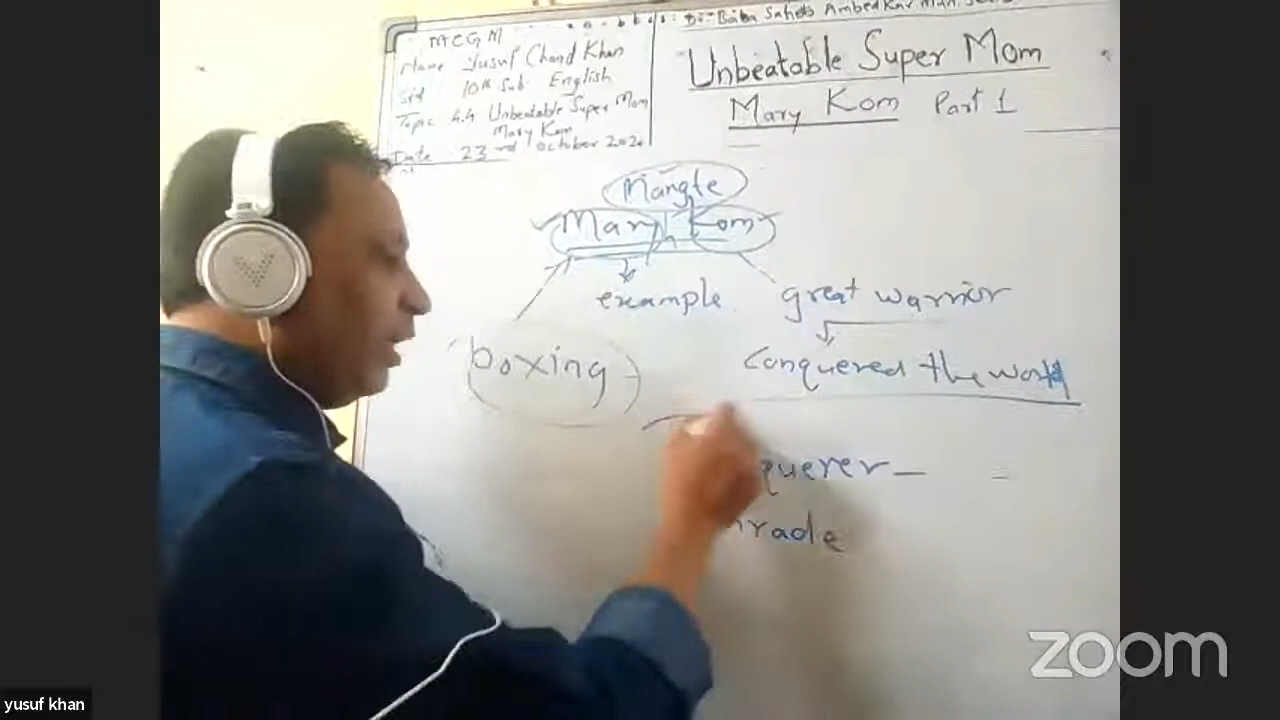 MCGM
Name Yusuf Chand Khan
Std 10th Sub: English
Topic 4.4 Unbeatable Super Mom
Mary Kom
Date 23rd October 202
Dr. Baba Saheb Ambedkar Mun.
Unbeatable Super Mom
Mary Kom Part 1
Mangte
Mary Kom
example great warrior
boxing
Conquered the world
querer
rade
zoom
yusuf khan